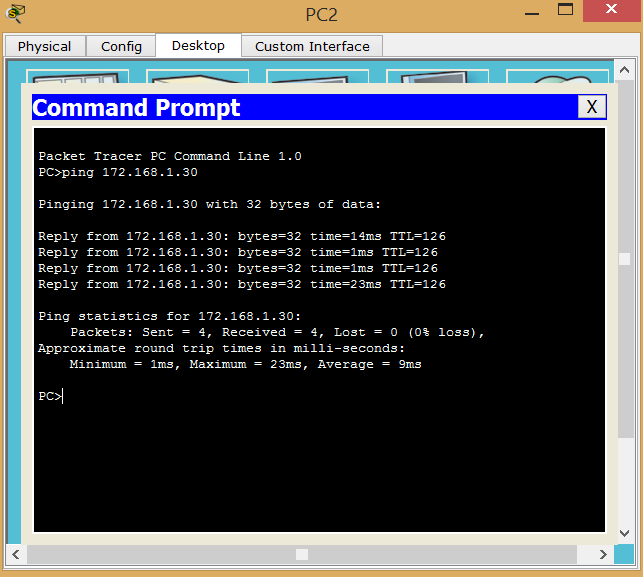 PC2
Physical Config Desktop Custom Interface
Command Prompt X
Packet Tracer PC Command Line 1.0
PC>ping 172.168.1.30
Pinging 172.168.1.30 with 32 bytes of data:
Reply from 172.168.1.30: bytes=32 time=14ms TTL=126
Reply from 172.168.1.30: bytes=32 time=1ms TTL=126
Reply from 172.168.1.30: bytes=32 time=1ms TTL=126
Reply from 172.168.1.30: bytes=32 time=23ms TTL=126
Ping statistics for 172.168.1.30:
Packets: Sent = 4, Received = 4, Lost = 0 (0% loss),
Approximate round trip times in milli-seconds:
Minimum = 1ms, Maximum = 23ms, Average = 9ms
PC>